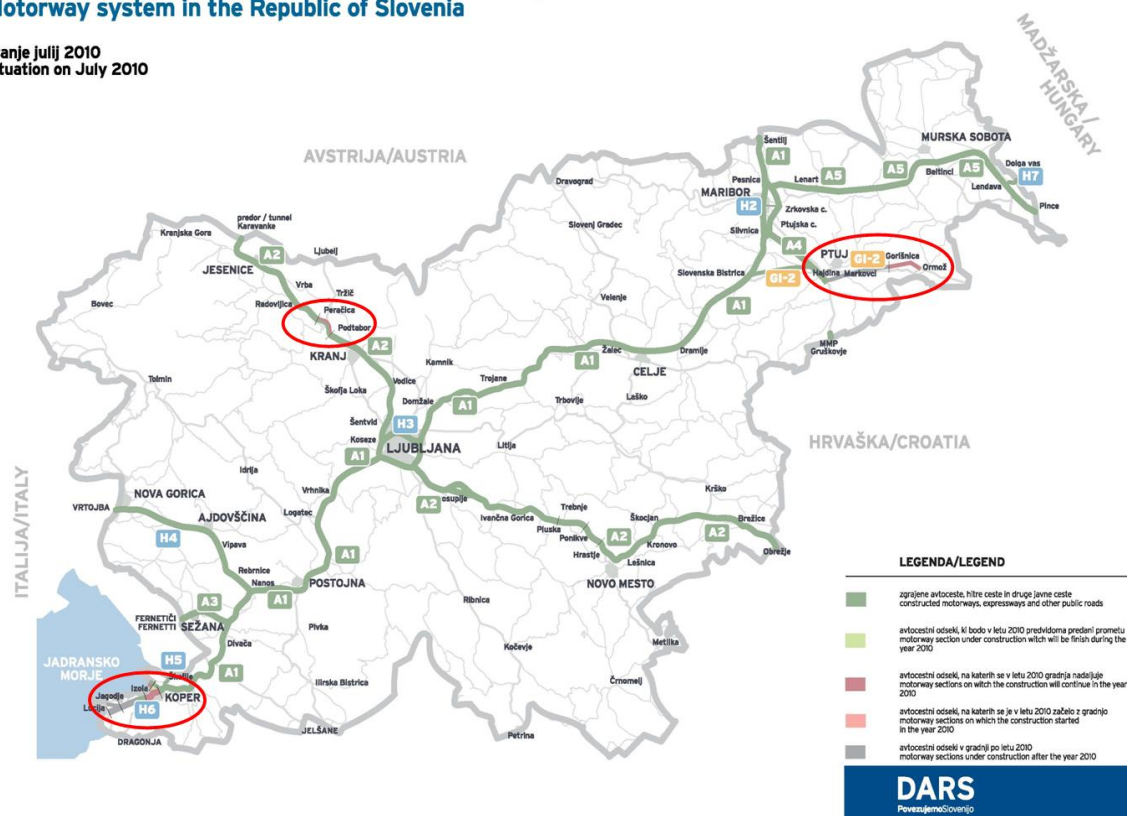 Motorway system in the Republic of Slovenia
anje julij 2010
tuation on July 2010
MADŽARSKA/
HUNGARY
AVSTRIJA/AUSTRIA
Šentilj
A1
MURSKA SOBOTA
Dolga vas
H7
Pesnica
Lenart
A5
A5
Beltinci
A5
Lendava
Dravograd
MARIBOR
H2
Zrkovska c.
Pince
Ptujska c.
predor / tunnel
Karavanke
Kranjska Gora
Slovenj Gradec
Slivnica
A4
Ljubelj
A2
PTUJ
GI-2
Gorišnica
JESENICE
Slovenska Bistrica
GI-2
Hajdina
Markovci
Ormož
Vrba
Tržič
Bovec
Radovljica
Peračica
Velenje
A1
Podtabor
MMP
Gruškovje
KRANJ
A2
Kamnik
A1
Žalec
Dramlje
CELJE
Tolmin
Vodice
Trojane
Škofja Loka
Domžale
A1
Trbovlje
Laško
Šentvid
H3
Koseze
LJUBLJANA
Litija
HRVAŠKA/CROATIA
A1
ITALIJA/ITALY
Idrija
NOVA GORICA
Vrhnika
Krško
VRTOJBA
AJDOVŠČINA
Logatec
A2
osuplje
Ivančna Gorica
Trebnje
Škocjan
Brežice
Pluska
A2
A2
H4
Vipava
Ponikve
Kronovo
Hrastje
Obrežje
A1
Lešnica
Rebrnice
Nanos
POSTOJNA
NOVO MESTO
A1
A3
Ribnica
FERNETIČI
FERNETTI
SEŽANA
Pivka
Divača
Metlika
Kočevje
JADRANSKO
MORJE
H5
A1
Škofije
Izola
Ilirska Bistrica
Črnomelj
Jagodje
KOPER
Lucija
H6
DRAGONJA
JELŠANE
Petrina
LEGENDA/LEGEND
zgrajene avtoceste, hitre ceste in druge javne ceste
constructed motorways, expressways and other public roads
avtocestni odseki, ki bodo v letu 2010 predvidoma predani prometu
motorway section under construction witch will be finish during the
year 2010
avtocestni odseki, na katerih se v letu 2010 gradnja nadaljuje
motorway sections on witch the construction will continue in the year
2010
avtocestni odseki, na katerih se je v letu 2010 začelo z gradnjo
motorway sections on which the construction started
in the year 2010
avtocestni odseki v gradnji po letu 2010
motorway sections under construction after the year 2010
DARS
PovezujemoSlovenijo